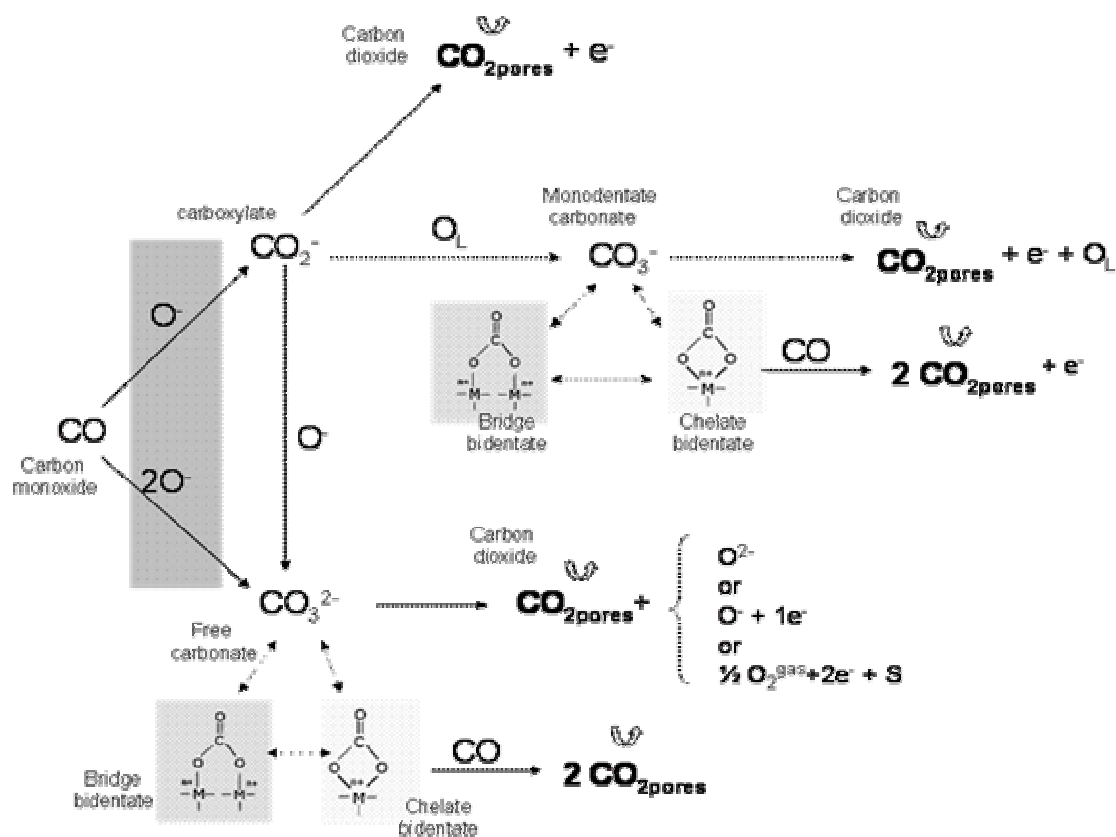 Carbon
dioxide
CO₂pores + e⁻
carboxylate
CO₂⁻
O_L
Monodentate
carbonate
CO₃⁻
Carbon
dioxide
CO₂pores + e⁻ + O_L
O⁻
O
C
O O
n+ n+
–M– –M–
Bridge
bidentate
O
C
O O
n+
–M–
Chelate
bidentate
CO
2 CO₂pores + e⁻
CO
Carbon
monoxide
2O⁻
O⁻
CO₃²⁻
Free
carbonate
Carbon
dioxide
CO₂pores +
O²⁻
or
O⁻ + 1e⁻
or
½ O₂gas+2e⁻ + S
O
C
O O
n+ n+
–M– –M–
Bridge
bidentate
O
C
O O
n+
–M–
Chelate
bidentate
CO
2 CO₂pores